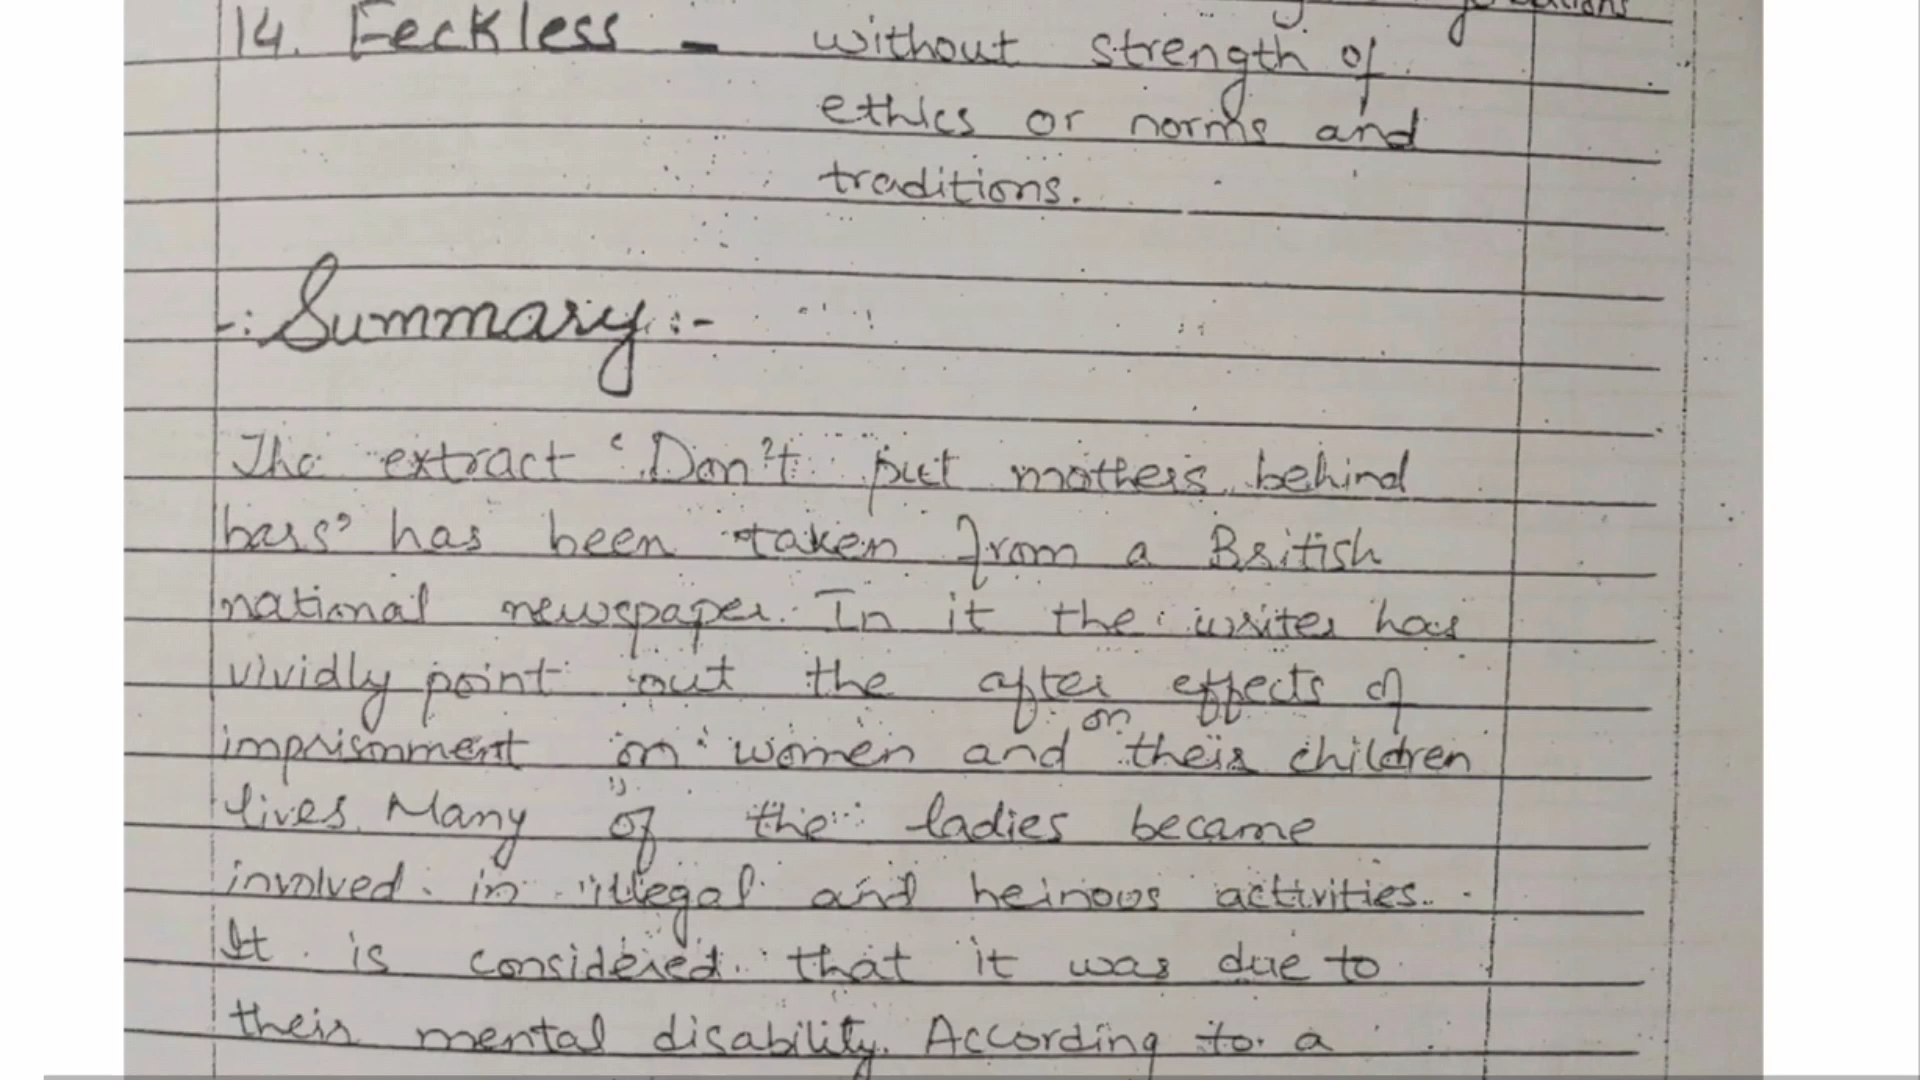 14. Feckless - without strength of
ethics or norms and
traditions.
-: Summary :-
The extract ‘Don't put mothers behind
bars’ has been taken from a British
national newspaper. In it the writer has
vividly point out the after effects of
imprisonment on women and on their children
lives. Many of the ladies became
involved in illegal and heinous activities.
It is considered that it was due to
their mental disability. According to a